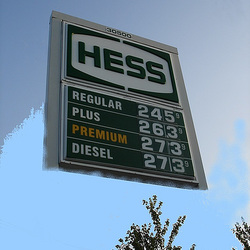 30500
HESS
REGULAR 245 9
PLUS 263 9
PREMIUM 273 9
DIESEL 273 9